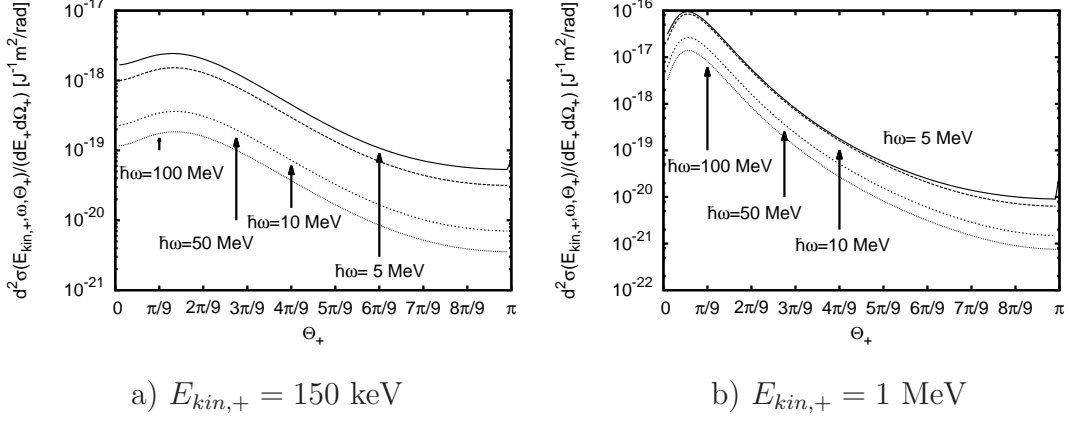 d²σ(E_kin,+,ω,Θ₊)/(dE₊dΩ₊) [J⁻¹m²/rad]
10⁻¹⁷
10⁻¹⁸
10⁻¹⁹
10⁻²⁰
10⁻²¹
ħω=100 MeV
ħω=50 MeV
ħω=10 MeV
ħω= 5 MeV
0 π/9 2π/9 3π/9 4π/9 5π/9 6π/9 7π/9 8π/9 π
Θ₊
a) E_kin,+ = 150 keV
d²σ(E_kin,+,ω,Θ₊)/(dE₊dΩ₊) [J⁻¹m²/rad]
10⁻¹⁶
10⁻¹⁷
10⁻¹⁸
10⁻¹⁹
10⁻²⁰
10⁻²¹
10⁻²²
ħω= 5 MeV
ħω=100 MeV
ħω=50 MeV
ħω=10 MeV
0 π/9 2π/9 3π/9 4π/9 5π/9 6π/9 7π/9 8π/9 π
Θ₊
b) E_kin,+ = 1 MeV